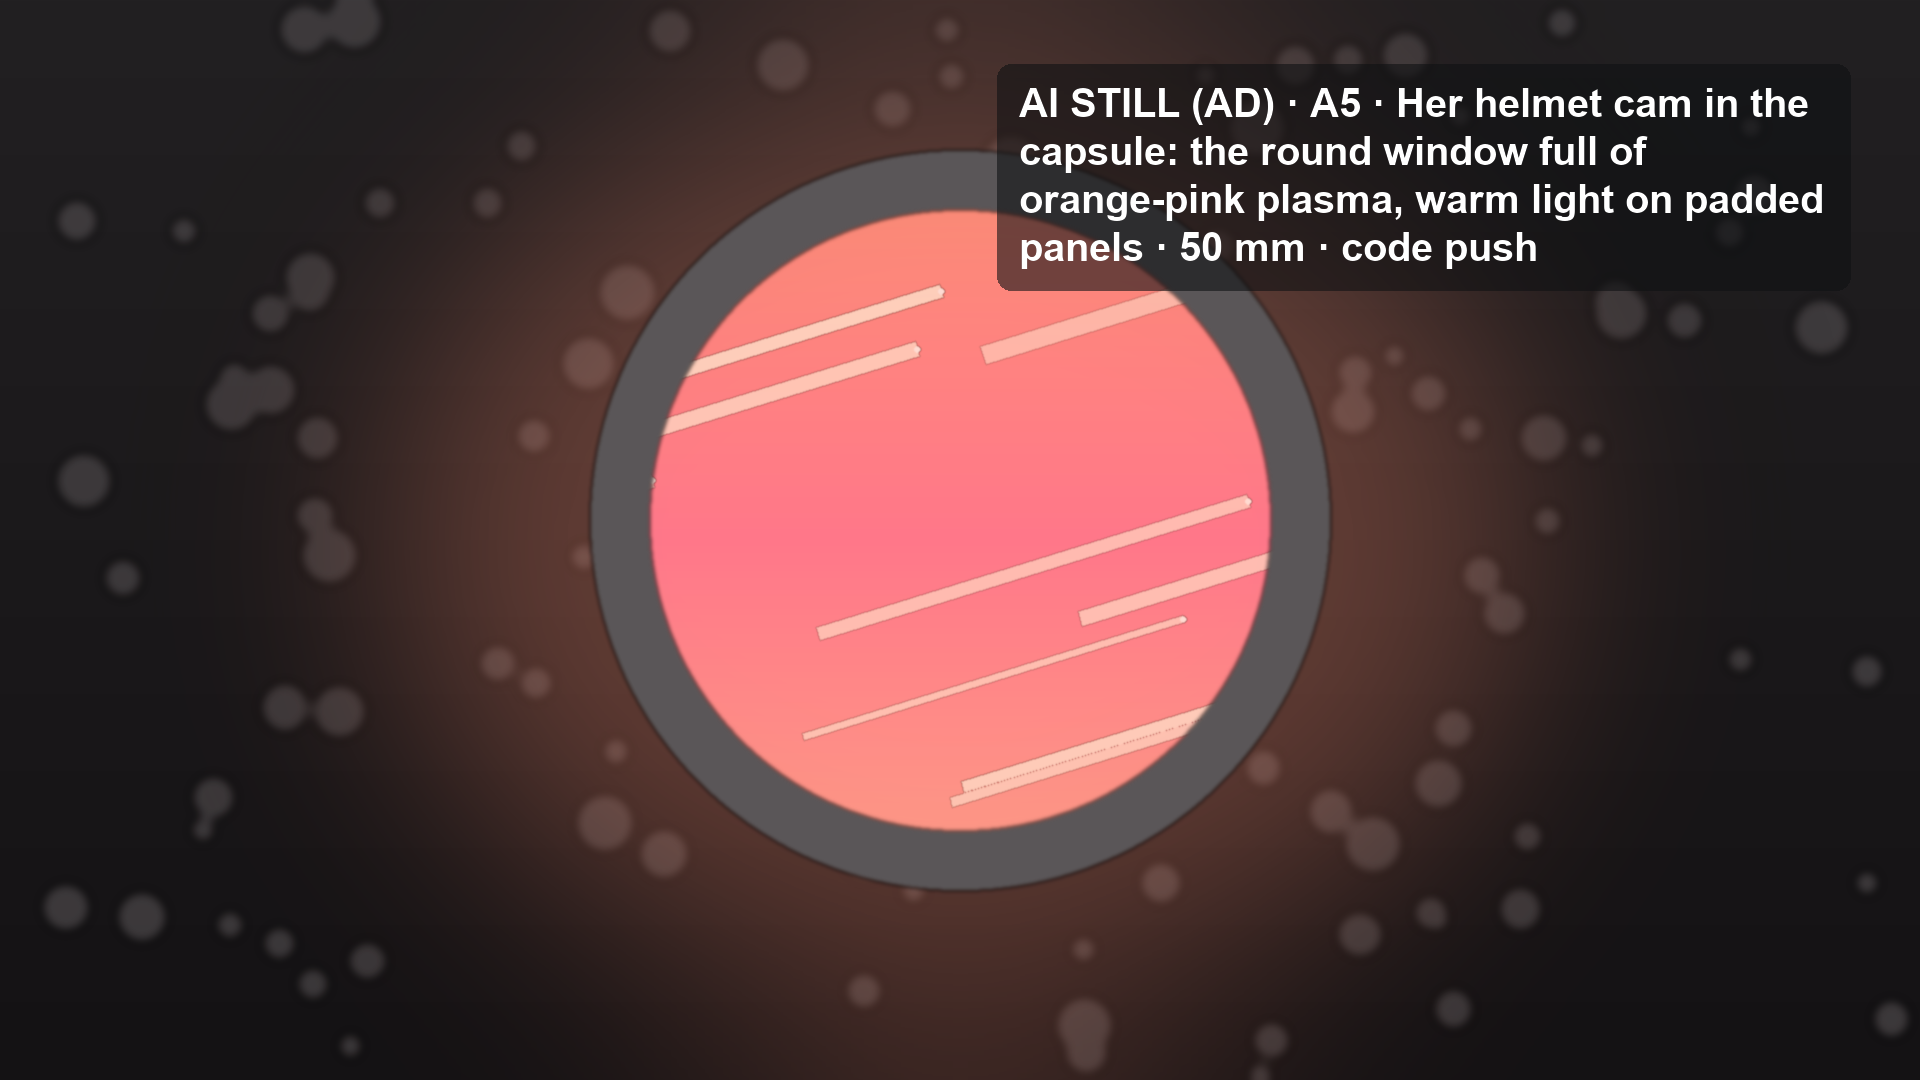 AI STILL (AD) · A5 · Her helmet cam in the
capsule: the round window full of
orange-pink plasma, warm light on padded
panels · 50 mm · code push